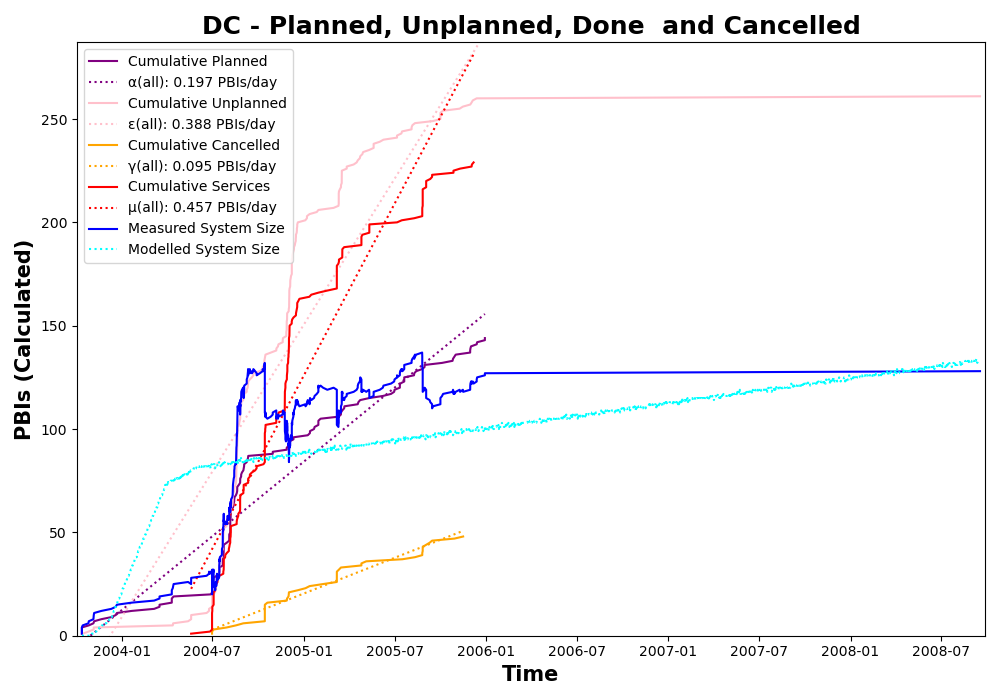 DC - Planned, Unplanned, Done  and Cancelled
Cumulative Planned
α(all): 0.197 PBIs/day
Cumulative Unplanned
ε(all): 0.388 PBIs/day
Cumulative Cancelled
γ(all): 0.095 PBIs/day
Cumulative Services
μ(all): 0.457 PBIs/day
Measured System Size
Modelled System Size
PBIs (Calculated)
250
200
150
100
50
0
2004-01 2004-07 2005-01 2005-07 2006-01 2006-07 2007-01 2007-07 2008-01 2008-07
Time